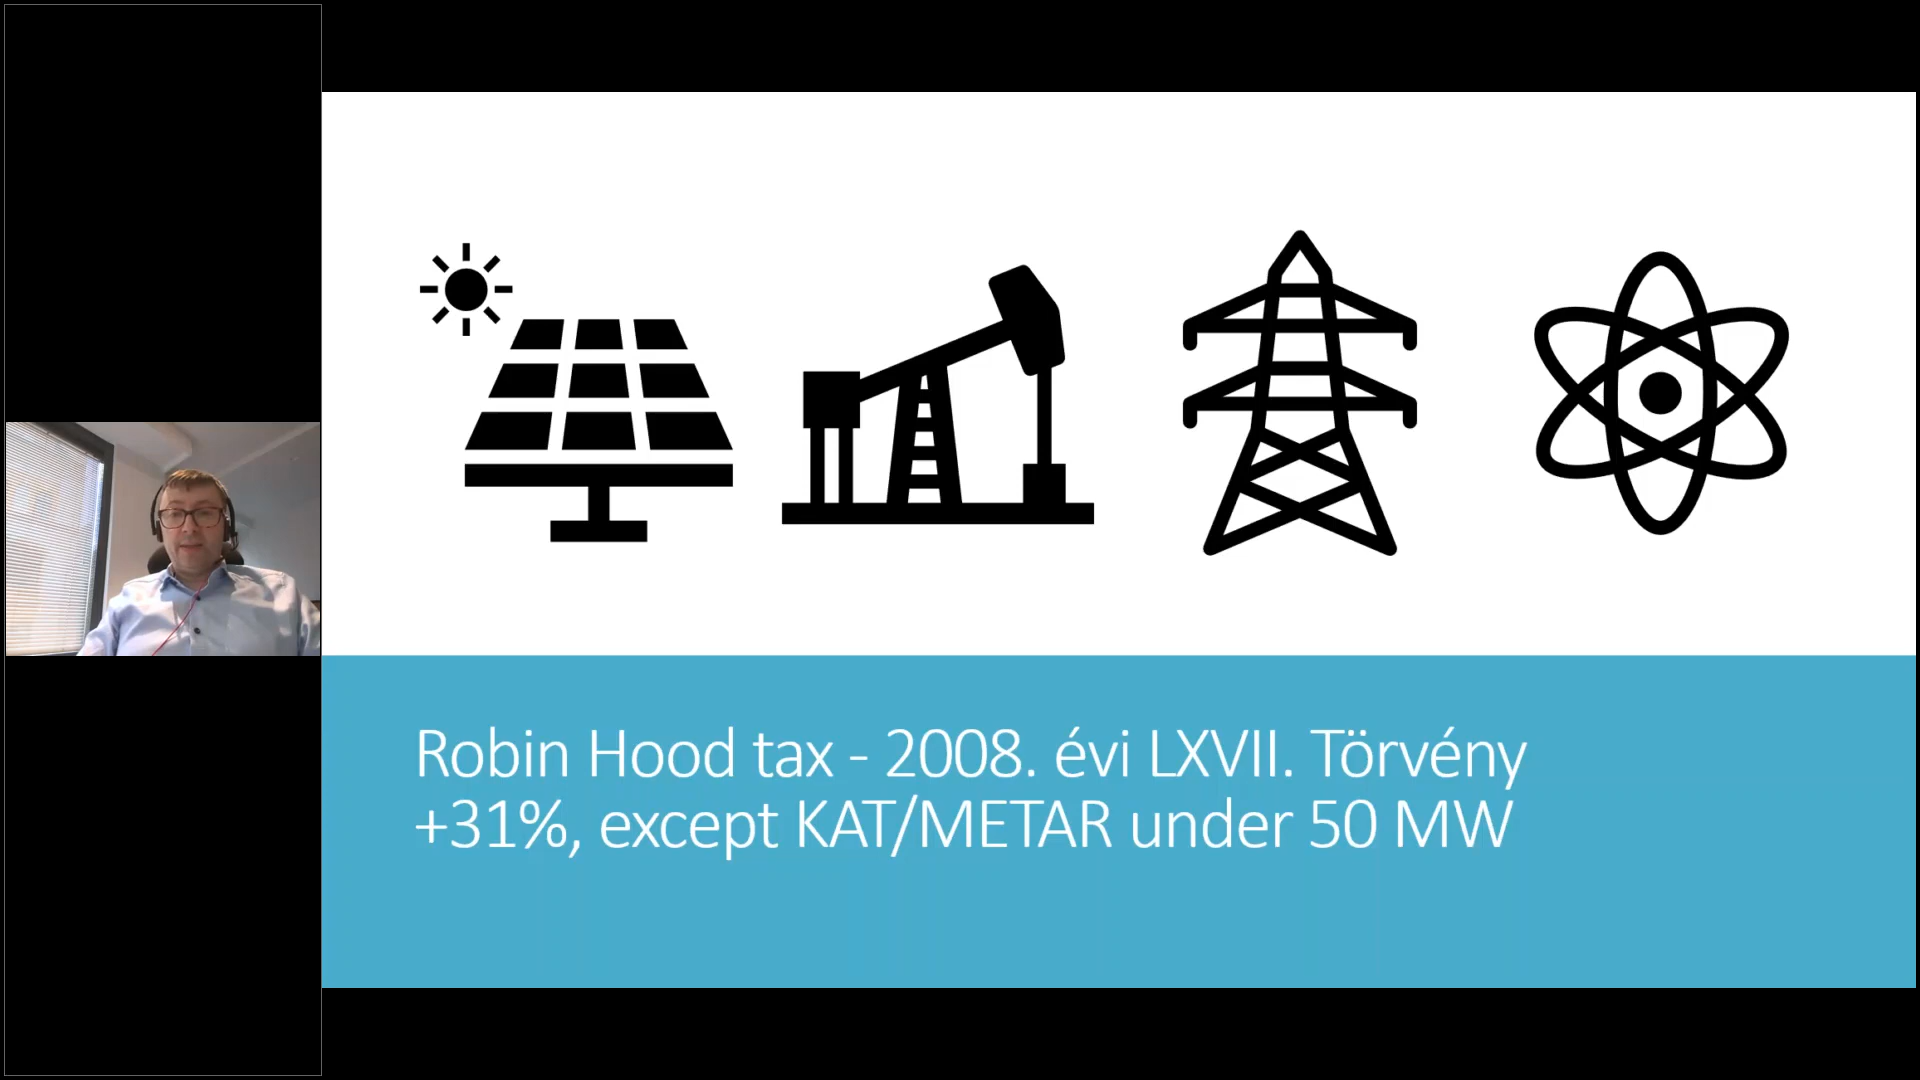 Robin Hood tax - 2008. évi LXVII. Törvény
+31%, except KAT/METAR under 50 MW